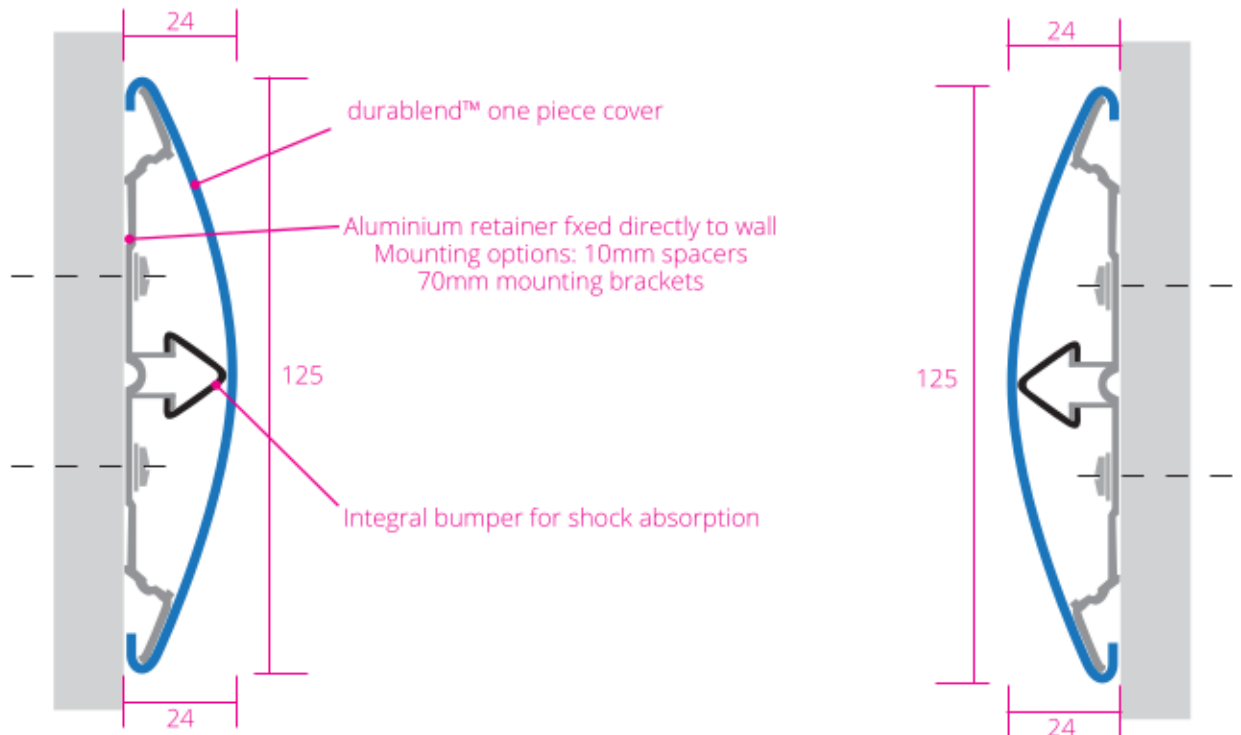 24
24
durablend™ one piece cover
Aluminium retainer fxed directly to wall
Mounting options: 10mm spacers
70mm mounting brackets
125
125
Integral bumper for shock absorption
24
24